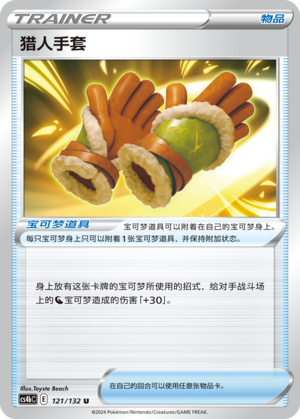 TRAINER 物品
猎人手套
宝可梦道具 宝可梦道具可以附着在自己的宝可梦身上。
每只宝可梦身上只可以附着1张宝可梦道具,并保持附加状态。
身上放有这张卡牌的宝可梦所使用的招式,给对手战斗场
上的宝可梦造成的伤害「+30」。
Illus.Tayste Beach
CS4bC E 121/132 U
在自己的回合可以使用任意张物品卡。
©2024 Pokémon/Nintendo/Creatures/GAME FREAK.